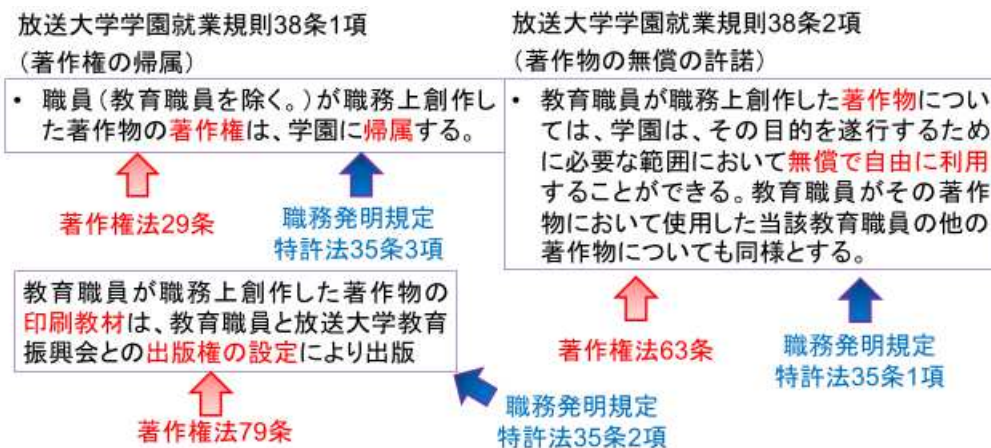 放送大学学園就業規則38条1項
（著作権の帰属）
• 職員（教育職員を除く。）が職務上創作し
た著作物の著作権は、学園に帰属する。
著作権法29条
職務発明規定
特許法35条3項
教育職員が職務上創作した著作物の
印刷教材は、教育職員と放送大学教育
振興会との出版権の設定により出版
著作権法79条
職務発明規定
特許法35条2項
放送大学学園就業規則38条2項
（著作物の無償の許諾）
• 教育職員が職務上創作した著作物につい
ては、学園は、その目的を遂行するため
に必要な範囲において無償で自由に利用
することができる。教育職員がその著作
物において使用した当該教育職員の他の
著作物についても同様とする。
著作権法63条
職務発明規定
特許法35条1項